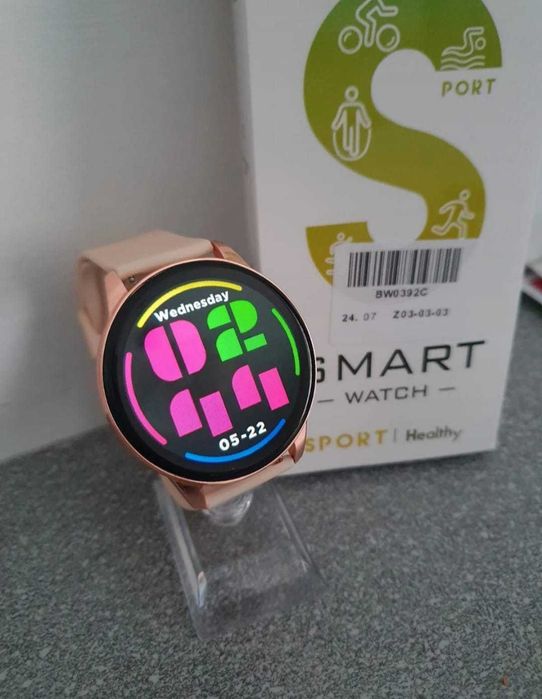 Wednesday
02
44
05-22
S
PORT
BW0392C
24. 07 Z03-03-03
SMART
WATCH
SPORT | Healthy